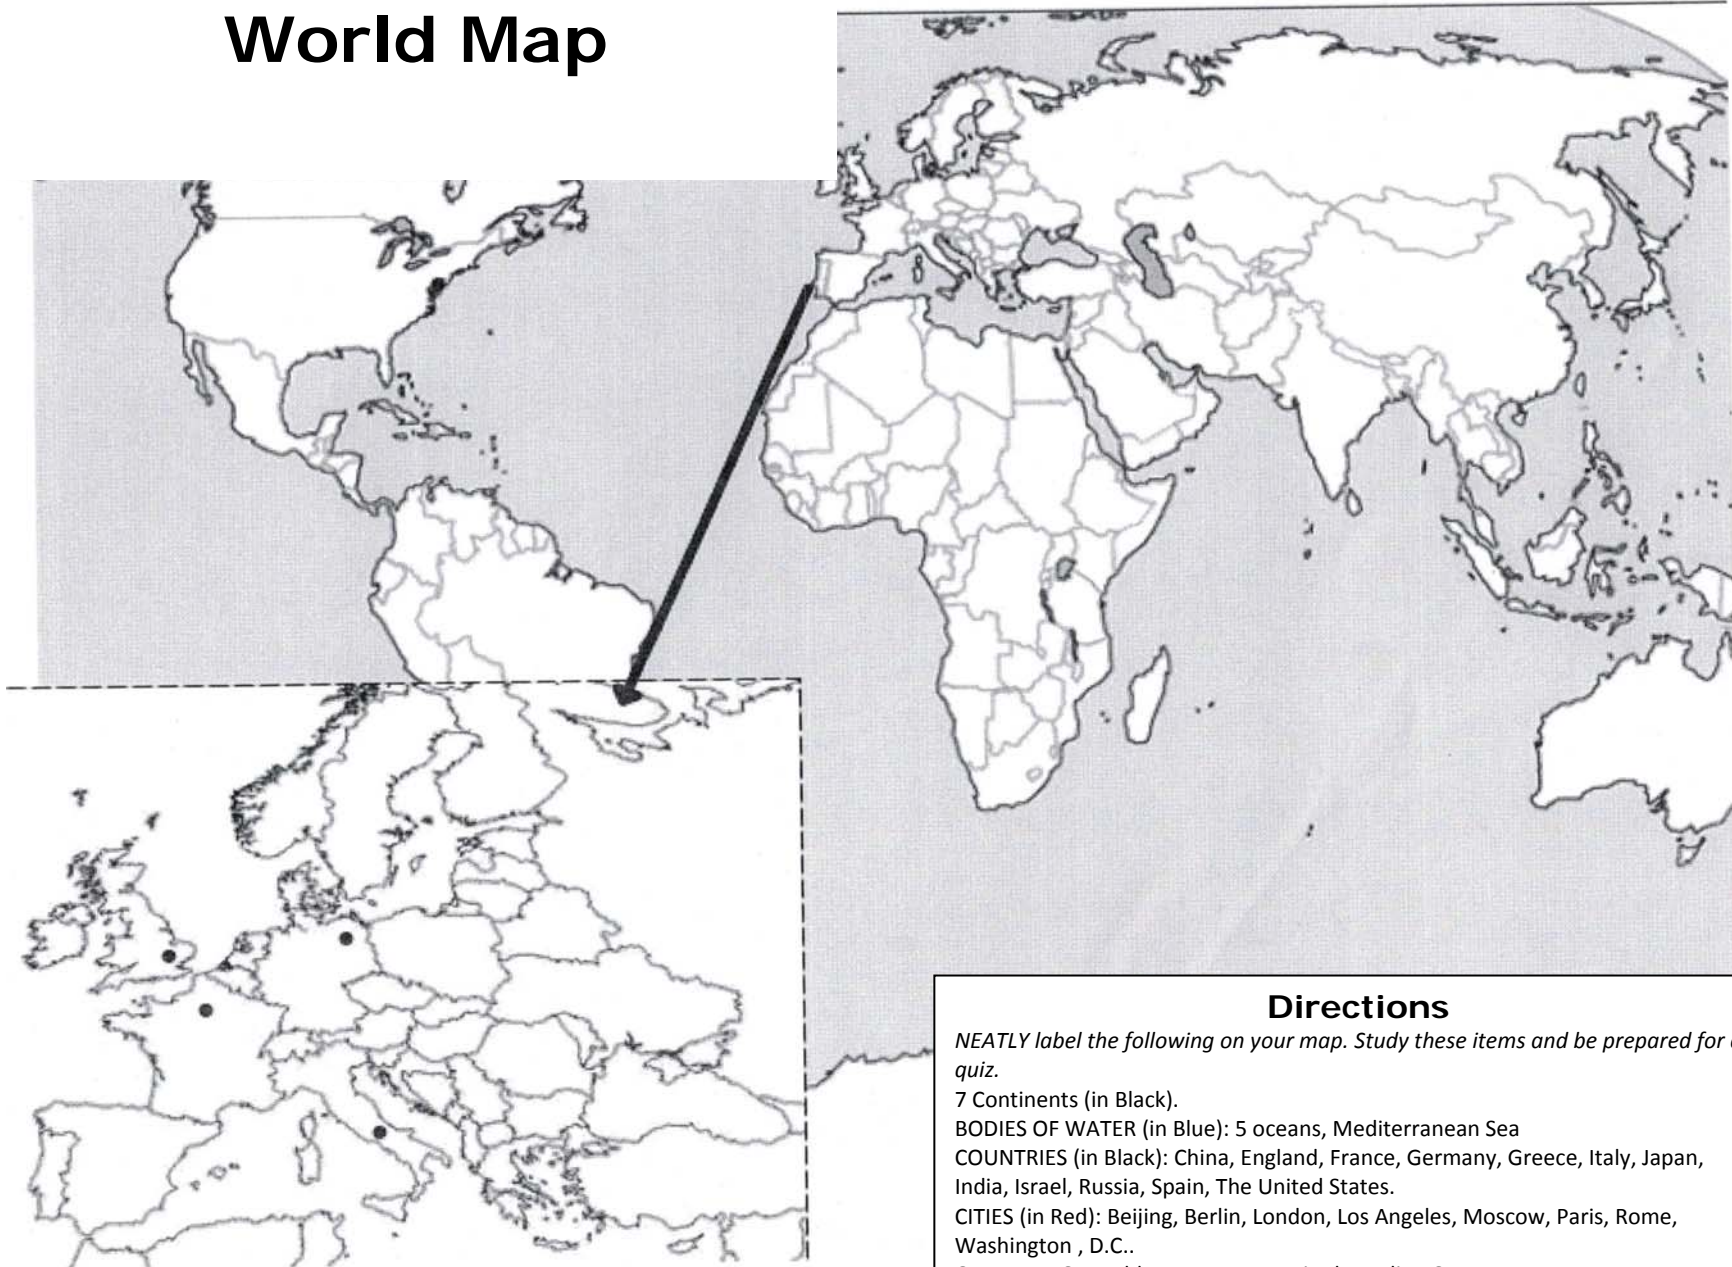 World Map
Directions
NEATLY label the following on your map. Study these items and be prepared for
quiz.
7 Continents (in Black).
BODIES OF WATER (in Blue): 5 oceans, Mediterranean Sea
COUNTRIES (in Black): China, England, France, Germany, Greece, Italy, Japan,
India, Israel, Russia, Spain, The United States.
CITIES (in Red): Beijing, Berlin, London, Los Angeles, Moscow, Paris, Rome,
Washington , D.C..